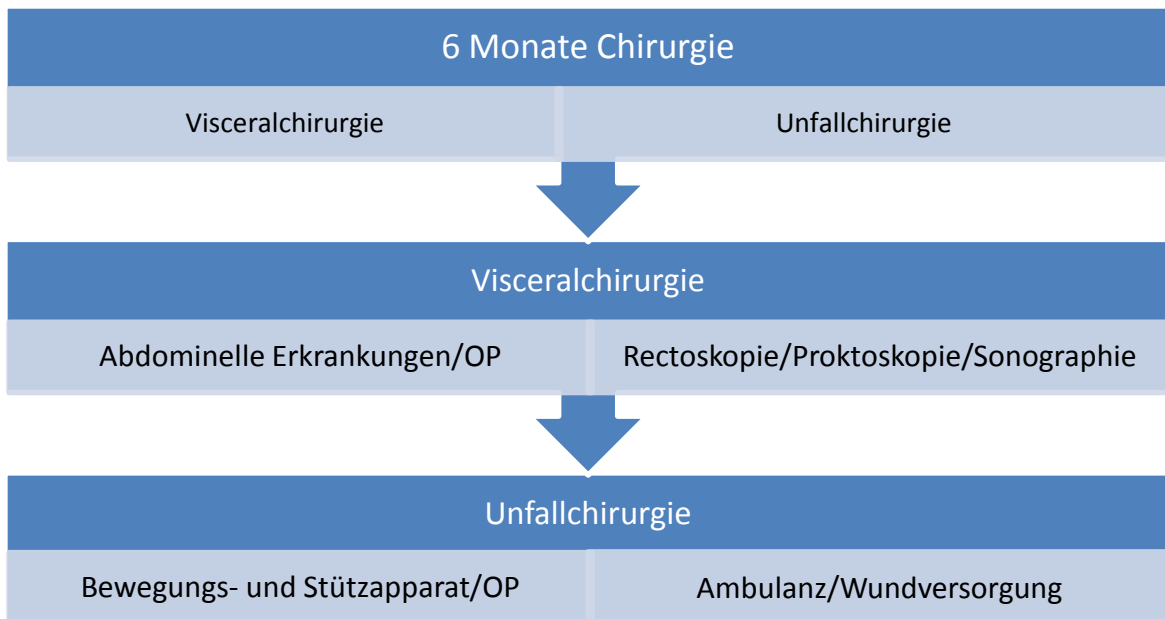 6 Monate Chirurgie
Visceralchirurgie
Unfallchirurgie
Visceralchirurgie
Abdominelle Erkrankungen/OP
Rectoskopie/Proktoskopie/Sonographie
Unfallchirurgie
Bewegungs- und Stützapparat/OP
Ambulanz/Wundversorgung